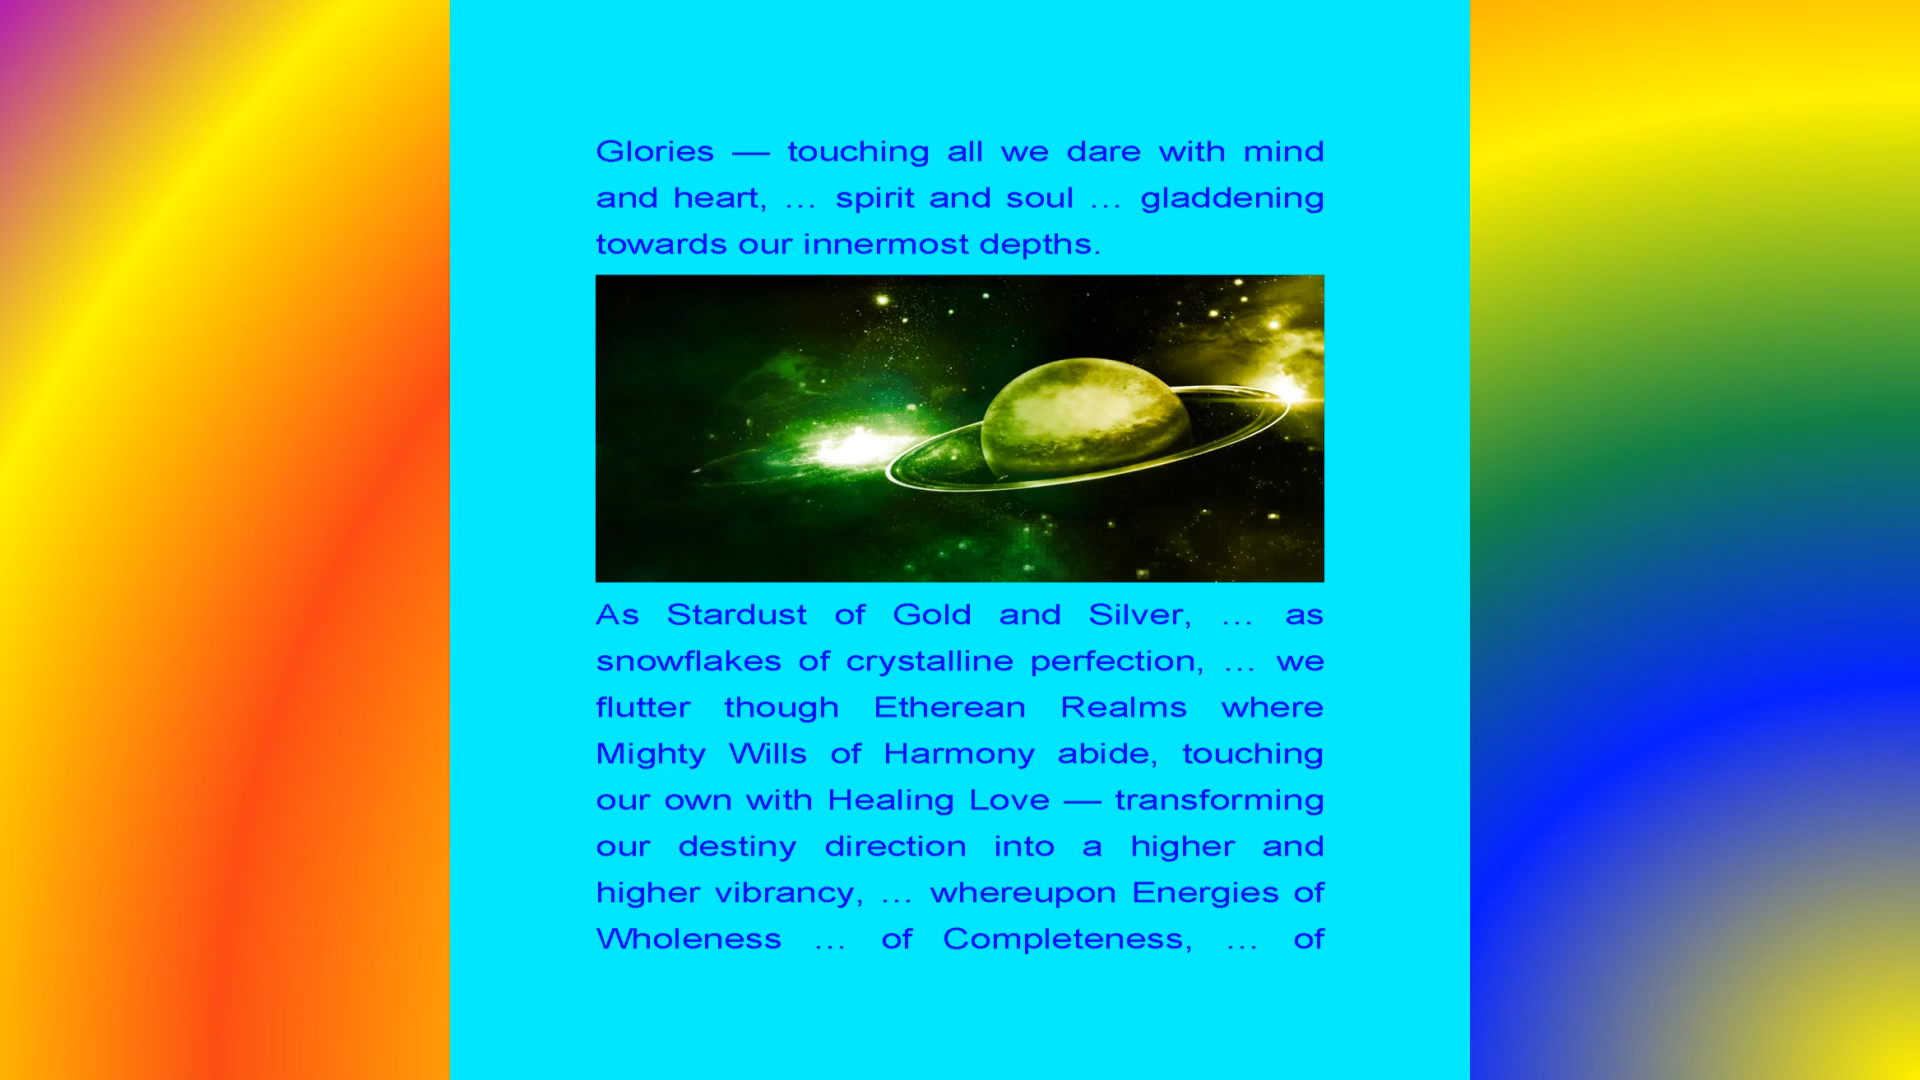 Glories — touching all we dare with mind
and heart, … spirit and soul … gladdening
towards our innermost depths.
As Stardust of Gold and Silver, … as
snowflakes of crystalline perfection, … we
flutter though Etherean Realms where
Mighty Wills of Harmony abide, touching
our own with Healing Love — transforming
our destiny direction into a higher and
higher vibrancy, … whereupon Energies of
Wholeness … of Completeness, … of